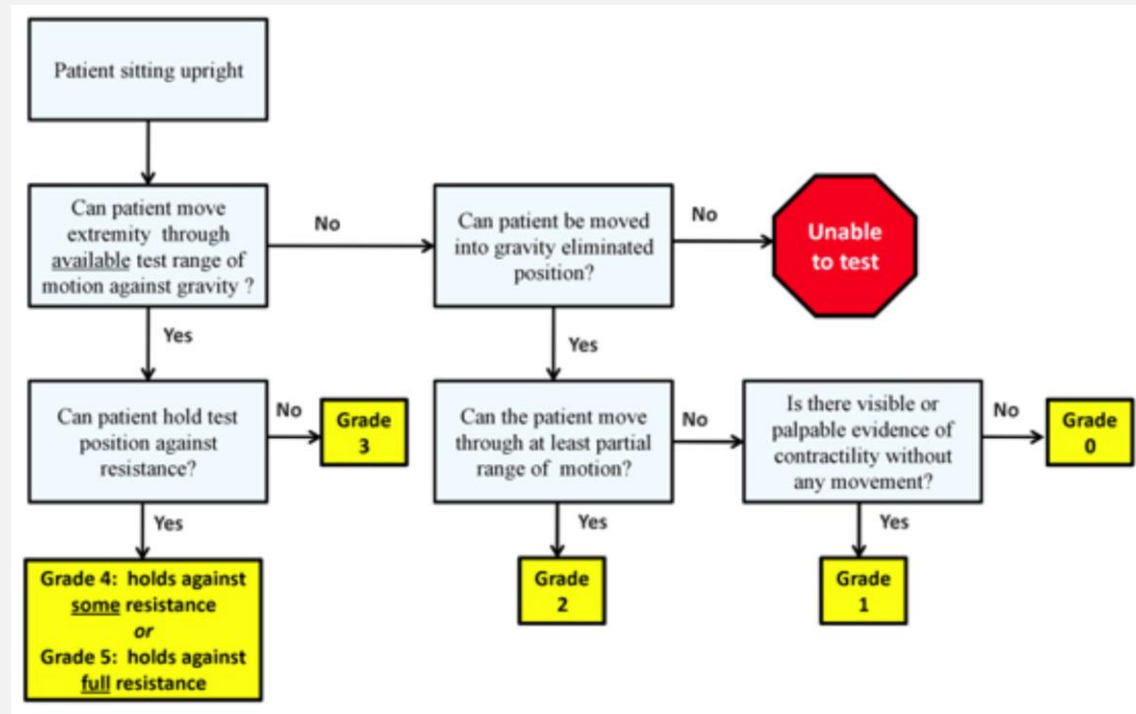 Patient sitting upright
Can patient move
extremity through
available test range of
motion against gravity ?
No
Can patient be moved
into gravity eliminated
position?
No
Unable
to test
Yes
Yes
Can patient hold test
position against
resistance?
No
Grade
3
Can the patient move
through at least partial
range of motion?
No
Is there visible or
palpable evidence of
contractility without
any movement?
No
Grade
0
Yes
Yes
Yes
Grade 4: holds against
some resistance
or
Grade 5: holds against
full resistance
Grade
2
Grade
1